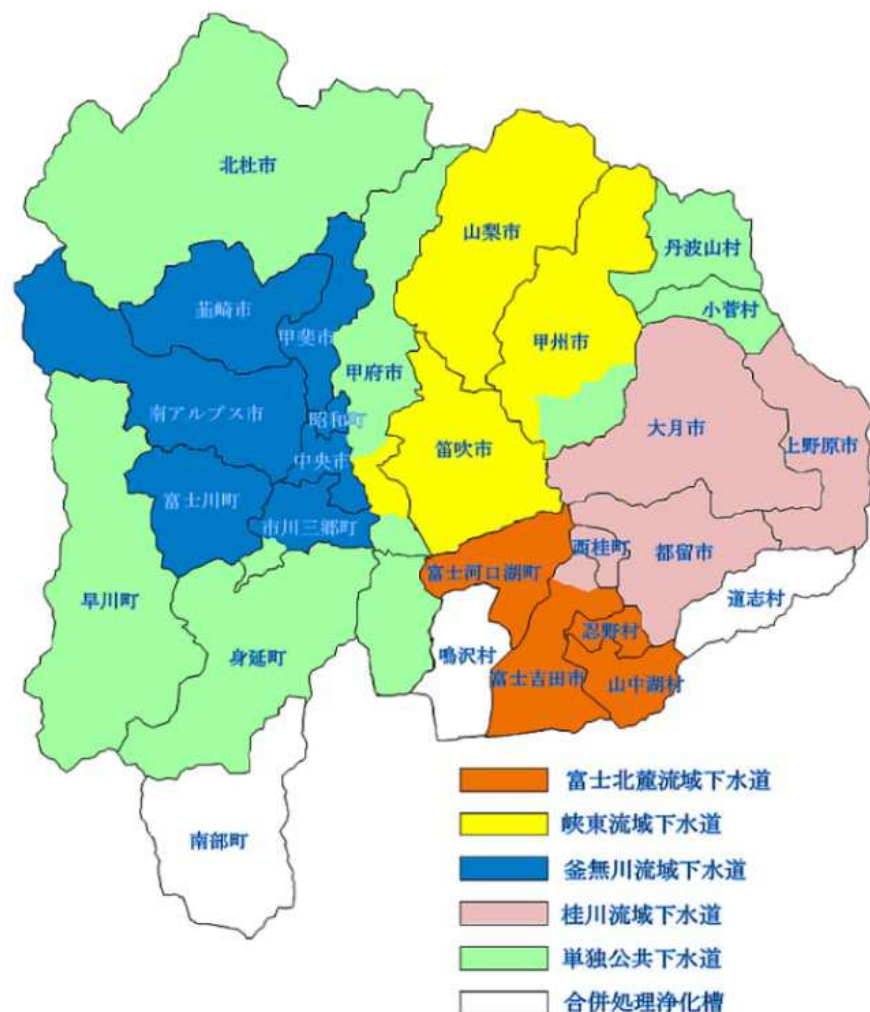 北杜市
山梨市
丹波山村
小菅村
韮崎市
甲斐市
甲州市
甲府市
南アルプス市
昭和町
大月市
上野原市
笛吹市
中央市
富士川町
市川三郷町
西桂町
都留市
富士河口湖町
早川町
道志村
忍野村
身延町
鳴沢村
富士吉田市
山中湖村
南部町
富士北麓流域下水道
峡東流域下水道
釜無川流域下水道
桂川流域下水道
単独公共下水道
合併処理浄化槽